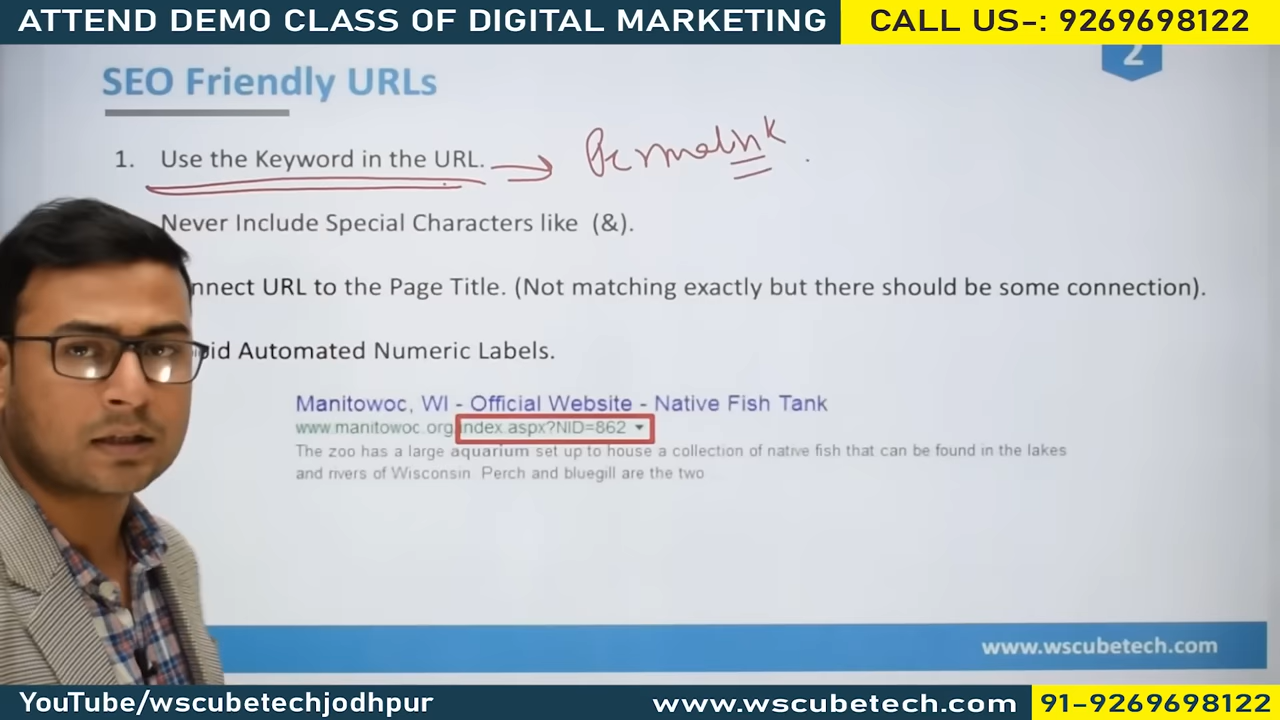 ATTEND DEMO CLASS OF DIGITAL MARKETING CALL US-: 9269698122
2
SEO Friendly URLs
1. Use the Keyword in the URL. Permalink
Never Include Special Characters like (&).
nnect URL to the Page Title. (Not matching exactly but there should be some connection).
id Automated Numeric Labels.
Manitowoc, WI - Official Website - Native Fish Tank
www.manitowoc.org/index.aspx?NID=862
The zoo has a large aquarium set up to house a collection of native fish that can be found in the lakes
and rivers of Wisconsin Perch and bluegill are the two
www.wscubetech.com
YouTube/wscubetechjodhpur www.wscubetech.com 91-9269698122